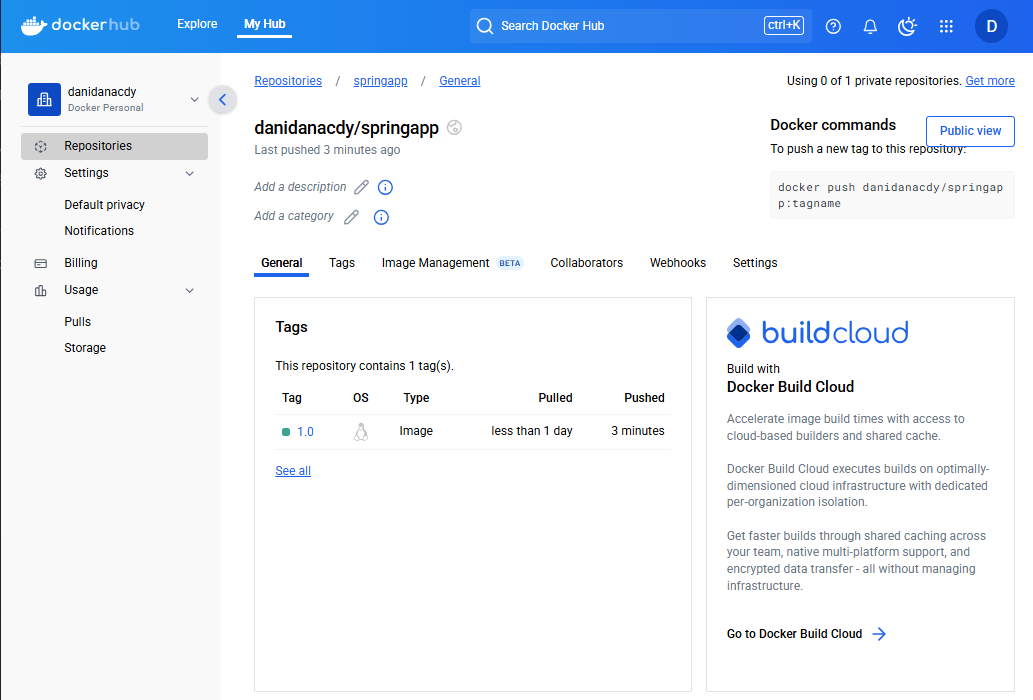 dockerhub
Explore
My Hub
Search Docker Hub
ctrl+K
D
danidanacdy
Docker Personal
Repositories
Settings
Default privacy
Notifications
Billing
Usage
Pulls
Storage
Repositories / springapp / General
Using 0 of 1 private repositories. Get more
danidanacdy/springapp
Last pushed 3 minutes ago
Add a description
Add a category
Docker commands
Public view
To push a new tag to this repository:
docker push danidanacdy/springap
p:tagname
General
Tags
Image Management BETA
Collaborators
Webhooks
Settings
Tags
This repository contains 1 tag(s).
Tag OS Type Pulled Pushed
1.0 Image less than 1 day 3 minutes
See all
buildcloud
Build with
Docker Build Cloud
Accelerate image build times with access to
cloud-based builders and shared cache.
Docker Build Cloud executes builds on optimally-
dimensioned cloud infrastructure with dedicated
per-organization isolation.
Get faster builds through shared caching across
your team, native multi-platform support, and
encrypted data transfer - all without managing
infrastructure.
Go to Docker Build Cloud